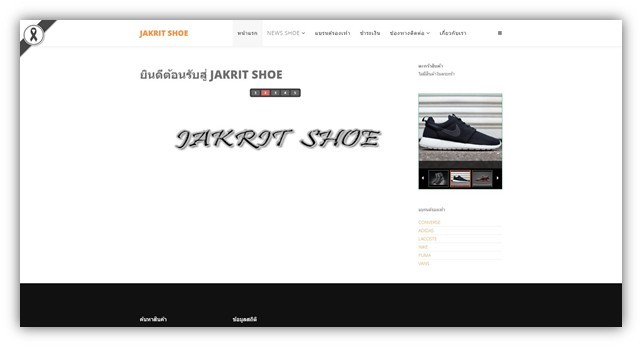 JAKRIT SHOE
หน้าแรก
NEWS SHOE
แบรนด์รองเท้า
ชำระเงิน
ช่องทางติดต่อ
เกี่ยวกับเรา
ยินดีต้อนรับสู่ JAKRIT SHOE
1 2 3 4 5
JAKRIT SHOE
ตะกร้าสินค้า
ไม่มีสินค้าในตะกร้า
แบรนด์รองเท้า
CONVERSE
ADIDAS
LACOSTE
NIKE
PUMA
VANS
ค้นหาสินค้า
ข้อมูลสถิติ